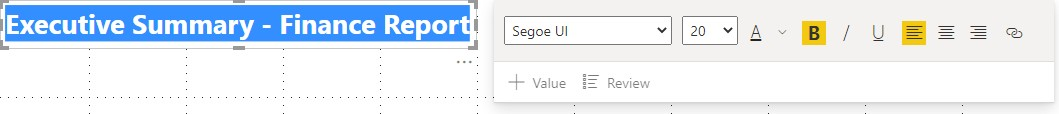 Executive Summary - Finance Report
Segoe UI 20 A B / U
+ Value Review